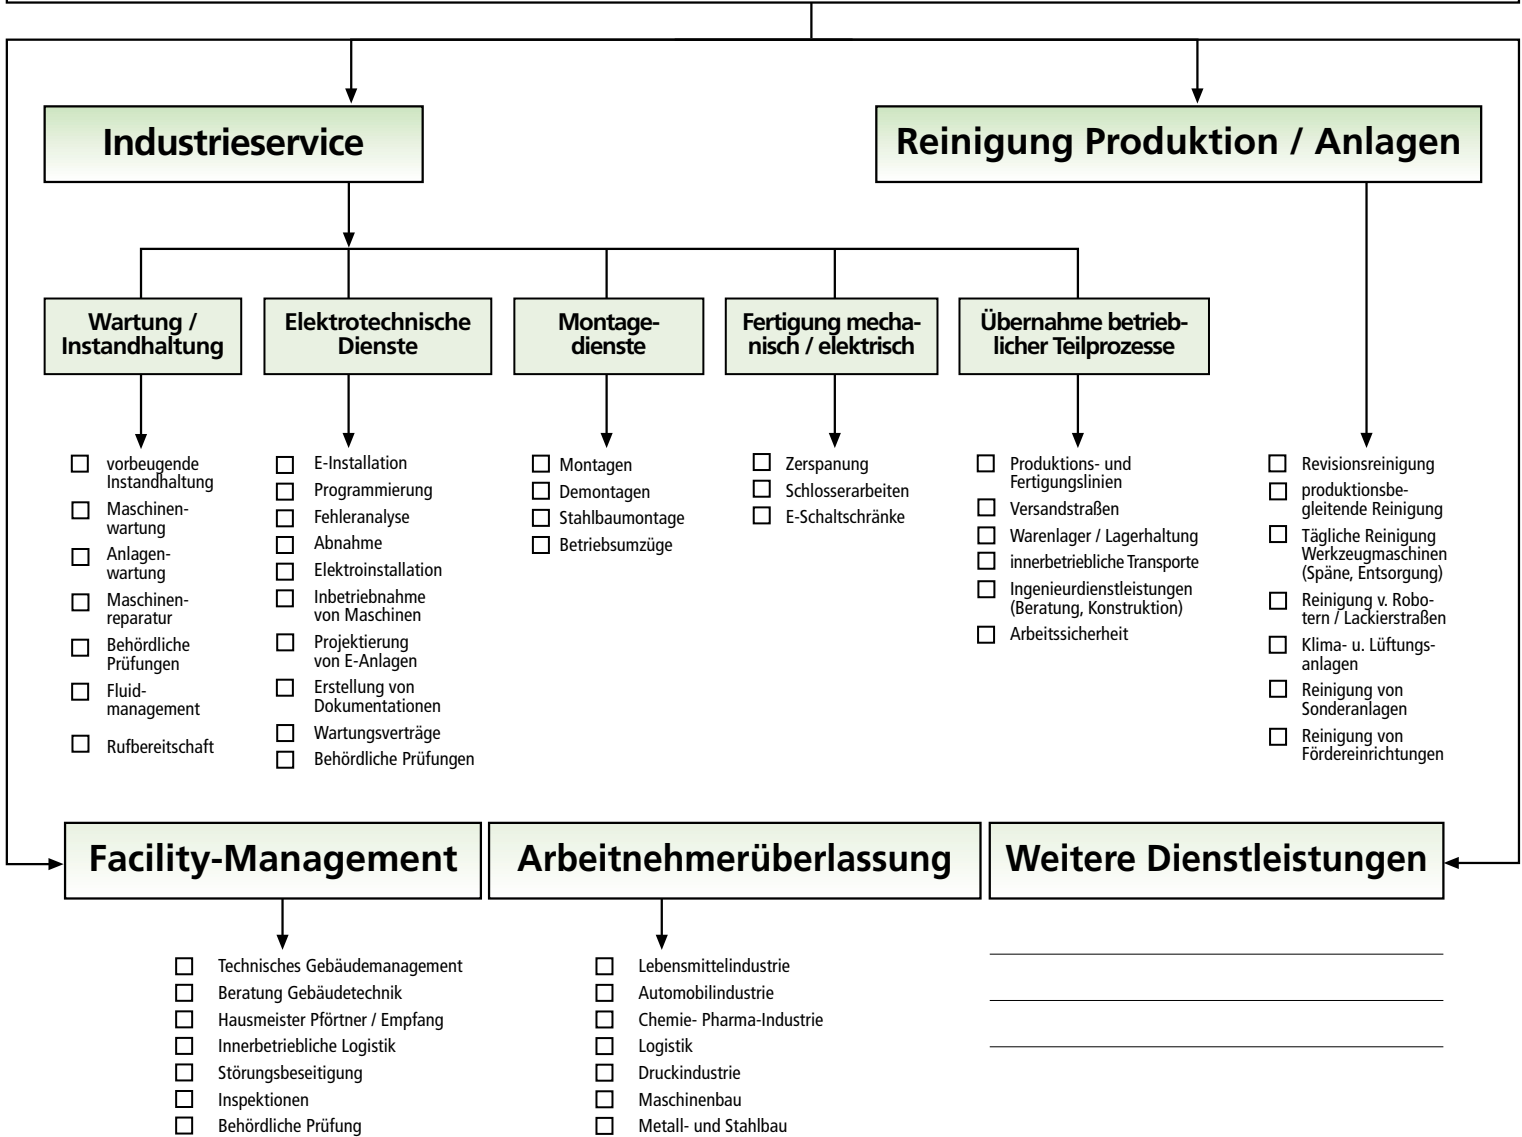 Industrieservice
Reinigung Produktion / Anlagen
Wartung /
Instandhaltung
Elektrotechnische
Dienste
Montage-
dienste
Fertigung mecha-
nisch / elektrisch
Übernahme betrieb-
licher Teilprozesse
vorbeugende
Instandhaltung
Maschinen-
wartung
Anlagen-
wartung
Maschinen-
reparatur
Behördliche
Prüfungen
Fluid-
management
Rufbereitschaft
E-Installation
Programmierung
Fehleranalyse
Abnahme
Elektroinstallation
Inbetriebnahme
von Maschinen
Projektierung
von E-Anlagen
Erstellung von
Dokumentationen
Wartungsverträge
Behördliche Prüfungen
Montagen
Demontagen
Stahlbaumontage
Betriebsumzüge
Zerspanung
Schlosserarbeiten
E-Schaltschränke
Produktions- und
Fertigungslinien
Versandstraßen
Warenlager / Lagerhaltung
innerbetriebliche Transporte
Ingenieurdienstleistungen
(Beratung, Konstruktion)
Arbeitssicherheit
Revisionsreinigung
produktionsbe-
gleitende Reinigung
Tägliche Reinigung
Werkzeugmaschinen
(Späne, Entsorgung)
Reinigung v. Robo-
tern / Lackierstraßen
Klima- u. Lüftungs-
anlagen
Reinigung von
Sonderanlagen
Reinigung von
Fördereinrichtungen
Facility-Management
Arbeitnehmerüberlassung
Weitere Dienstleistungen
Technisches Gebäudemanagement
Beratung Gebäudetechnik
Hausmeister Pförtner / Empfang
Innerbetriebliche Logistik
Störungsbeseitigung
Inspektionen
Behördliche Prüfung
Lebensmittelindustrie
Automobilindustrie
Chemie- Pharma-Industrie
Logistik
Druckindustrie
Maschinenbau
Metall- und Stahlbau